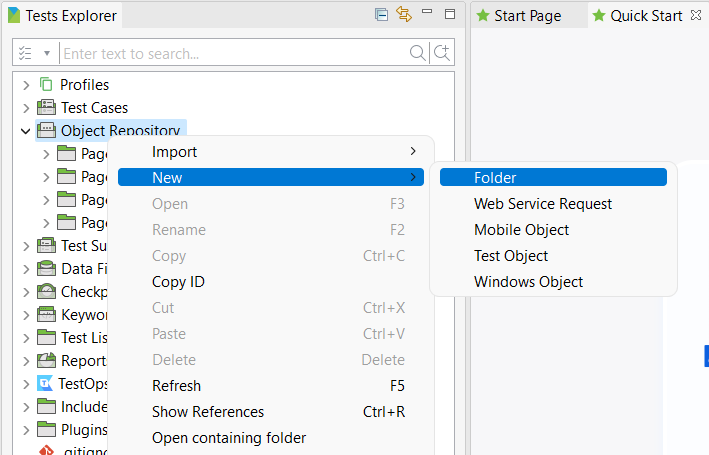 Tests Explorer
Start Page
Quick Start
Enter text to search...
Profiles
Test Cases
Object Repository
Page
Page
Page
Page
Test Su
Data Fi
Checkp
Keywor
Test Lis
Reports
TestOps
Include
Plugins
.gitigno
Import
New
Open F3
Rename F2
Copy Ctrl+C
Copy ID
Cut Ctrl+X
Paste Ctrl+V
Delete Delete
Refresh F5
Show References Ctrl+R
Open containing folder
Folder
Web Service Request
Mobile Object
Test Object
Windows Object